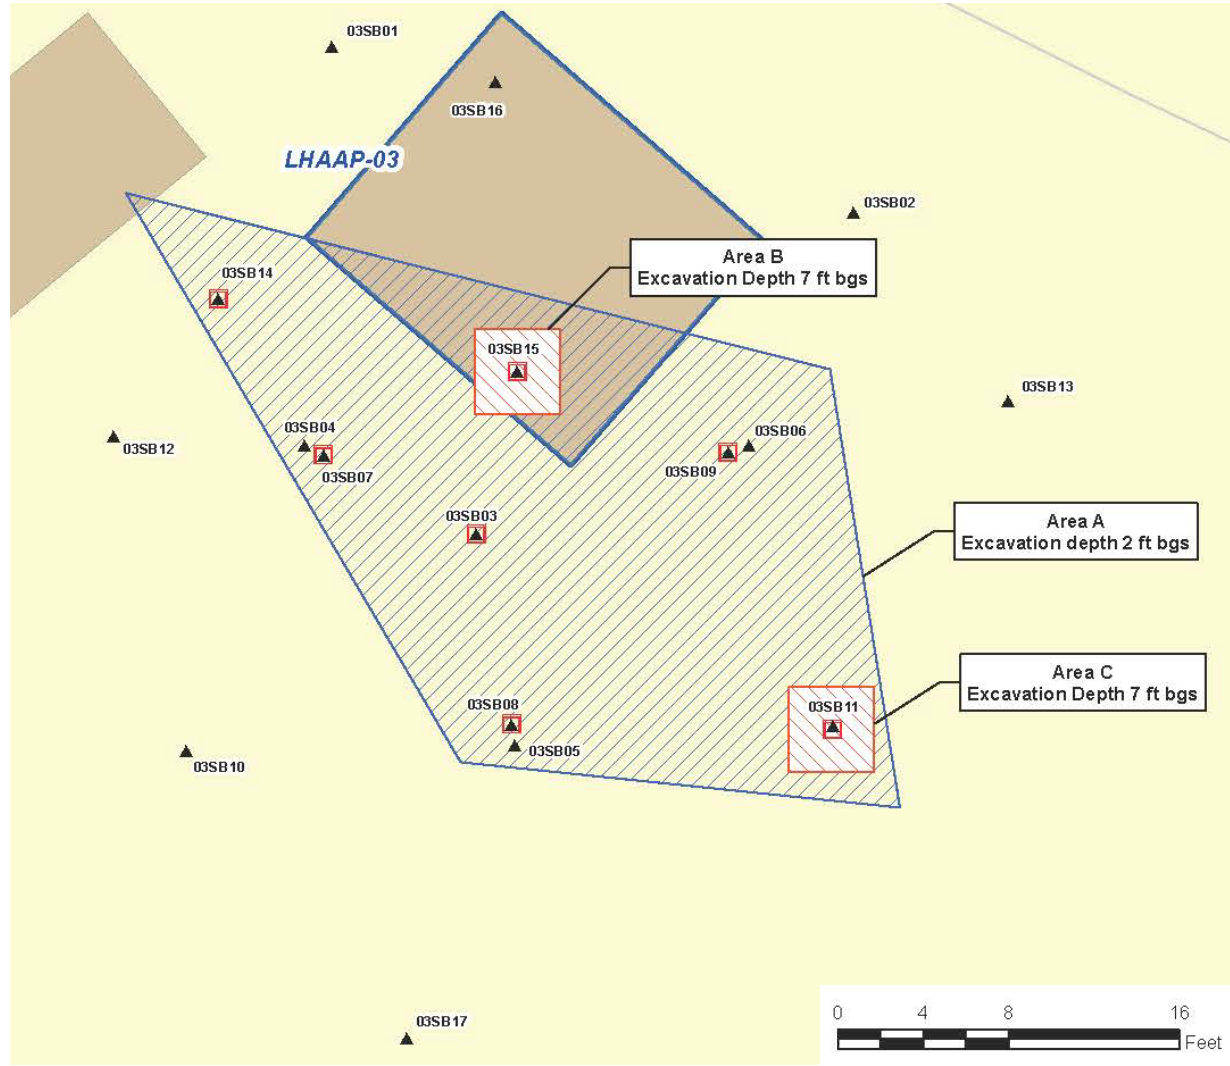 03SB01
03SB16
LHAAP-03
03SB02
Area B
Excavation Depth 7 ft bgs
03SB14
03SB15
03SB13
03SB04
03SB12
03SB06
03SB07
03SB09
03SB03
Area A
Excavation depth 2 ft bgs
Area C
Excavation Depth 7 ft bgs
03SB08
03SB11
03SB05
03SB10
03SB17
0 4 8 16
Feet